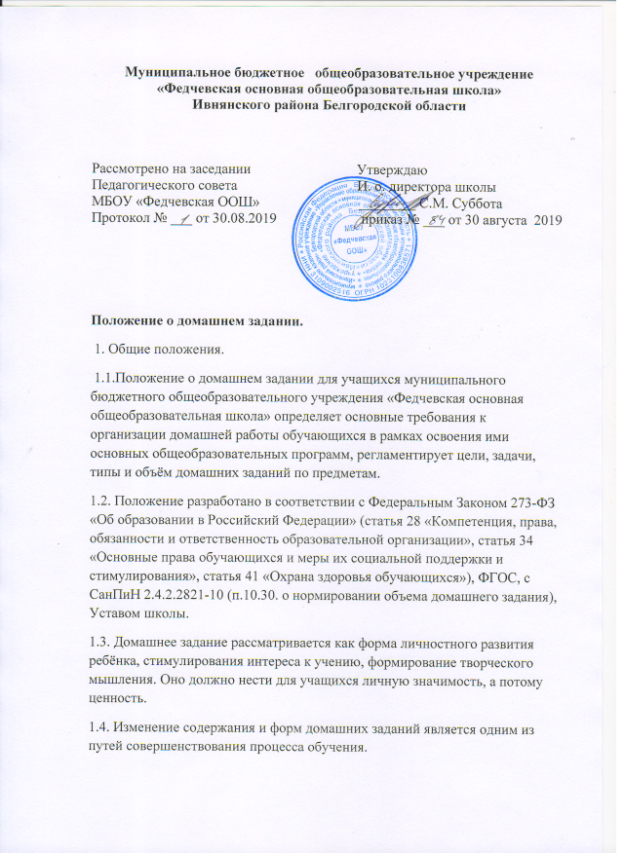 Муниципальное бюджетное общеобразовательное учреждение
«Федчевская основная общеобразовательная школа»
Ивнянского района Белгородской области
Рассмотрено на заседании
Педагогического совета
МБОУ «Федчевская ООШ»
Протокол № 1 от 30.08.2019
Утверждаю
И. о. директора школы
С.М. Суббота
приказ № 84 от 30 августа 2019
МБОУ
«Федчевская
ООШ»
Положение о домашнем задании.
1. Общие положения.
1.1.Положение о домашнем задании для учащихся муниципального
бюджетного общеобразовательного учреждения «Федчевская основная
общеобразовательная школа» определяет основные требования к
организации домашней работы обучающихся в рамках освоения ими
основных общеобразовательных программ, регламентирует цели, задачи,
типы и объём домашних заданий по предметам.
1.2. Положение разработано в соответствии с Федеральным Законом 273-ФЗ
«Об образовании в Российский Федерации» (статья 28 «Компетенция, права,
обязанности и ответственность образовательной организации», статья 34
«Основные права обучающихся и меры их социальной поддержки и
стимулирования», статья 41 «Охрана здоровья обучающихся»), ФГОС, с
СанПиН 2.4.2.2821-10 (п.10.30. о нормировании объема домашнего задания),
Уставом школы.
1.3. Домашнее задание рассматривается как форма личностного развития
ребёнка, стимулирования интереса к учению, формирование творческого
мышления. Оно должно нести для учащихся личную значимость, а потому
ценность.
1.4. Изменение содержания и форм домашних заданий является одним из
путей совершенствования процесса обучения.